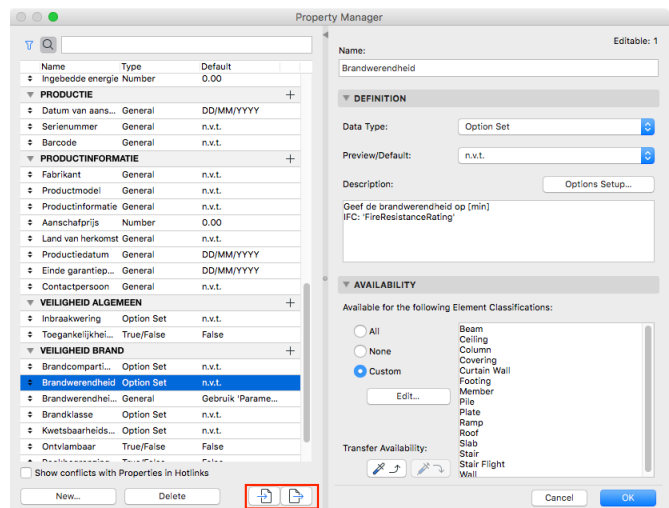 Property Manager
Name Type Default
Ingebedde energie Number 0.00
PRODUCTIE
Datum van aans... General DD/MM/YYYY
Serienummer General n.v.t.
Barcode General n.v.t.
PRODUCTINFORMATIE
Fabrikant General n.v.t.
Productmodel General n.v.t.
Productinformatie General n.v.t.
Aanschafprijs Number 0.00
Land van herkomst General n.v.t.
Productiedatum General DD/MM/YYYY
Einde garantiep... General DD/MM/YYYY
Contactpersoon General n.v.t.
VEILIGHEID ALGEMEEN
Inbraakwering Option Set n.v.t.
Toegankelijkhei... True/False False
VEILIGHEID BRAND
Brandcomparti... Option Set n.v.t.
Brandwerendheid Option Set n.v.t.
Brandwerendhei... General Gebruik 'Parame...
Brandklasse Option Set n.v.t.
Kwetsbaarheids... Option Set n.v.t.
Ontvlambaar True/False False
Show conflicts with Properties in Hotlinks
New... Delete
Editable: 1
Name:
Brandwerendheid
DEFINITION
Data Type: Option Set
Preview/Default: n.v.t.
Description: Options Setup...
Geef de brandwerendheid op [min]
IFC: 'FireResistanceRating'
AVAILABILITY
Available for the following Element Classifications:
All
None
Custom
Edit...
Beam
Ceiling
Column
Covering
Curtain Wall
Footing
Member
Pile
Plate
Ramp
Roof
Slab
Stair
Stair Flight
Wall
Transfer Availability:
Cancel OK